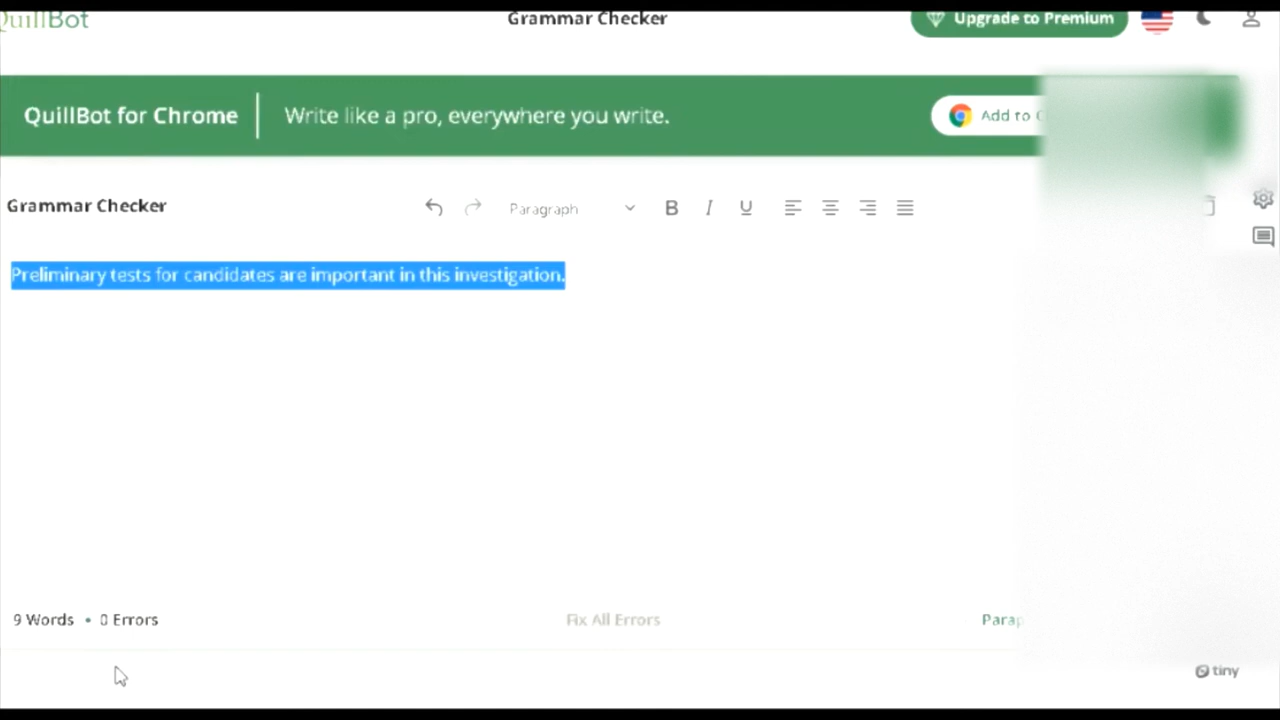 QuillBot
Grammar Checker
Upgrade to Premium
QuillBot for Chrome
Write like a pro, everywhere you write.
Add to
Grammar Checker
Paragraph
B I U
Preliminary tests for candidates are important in this investigation.
9 Words • 0 Errors
Fix All Errors
tiny